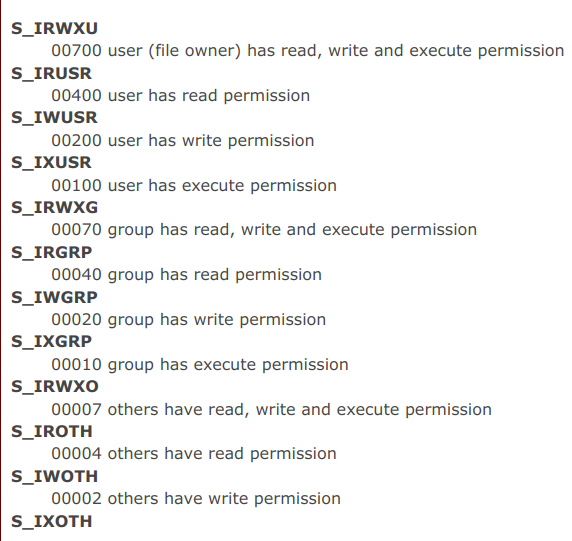 S_IRWXU
00700 user (file owner) has read, write and execute permission
S_IRUSR
00400 user has read permission
S_IWUSR
00200 user has write permission
S_IXUSR
00100 user has execute permission
S_IRWXG
00070 group has read, write and execute permission
S_IRGRP
00040 group has read permission
S_IWGRP
00020 group has write permission
S_IXGRP
00010 group has execute permission
S_IRWXO
00007 others have read, write and execute permission
S_IROTH
00004 others have read permission
S_IWOTH
00002 others have write permission
S_IXOTH